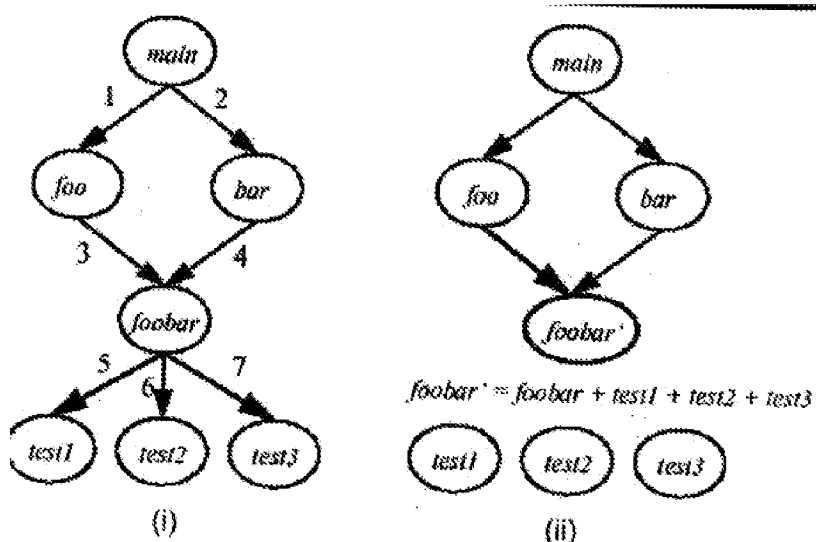 main
1
2
foo
bar
3
4
foobar
5
6
7
test1
test2
test3
(i)
main
foo
bar
foobar'
foobar' = foobar + test1 + test2 + test3
test1
test2
test3
(ii)